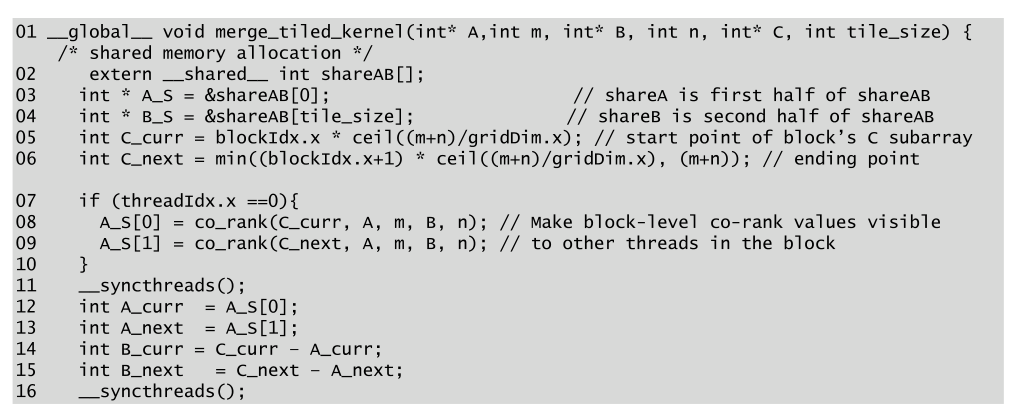 01 __global__ void merge_tiled_kernel(int* A,int m, int* B, int n, int* C, int tile_size) {
/* shared memory allocation */
02 extern __shared__ int shareAB[];
03 int * A_S = &shareAB[0]; // shareA is first half of shareAB
04 int * B_S = &shareAB[tile_size]; // shareB is second half of shareAB
05 int C_curr = blockIdx.x * ceil((m+n)/gridDim.x); // start point of block’s C subarray
06 int C_next = min((blockIdx.x+1) * ceil((m+n)/gridDim.x), (m+n)); // ending point
07 if (threadIdx.x ==0){
08 A_S[0] = co_rank(C_curr, A, m, B, n); // Make block-level co-rank values visible
09 A_S[1] = co_rank(C_next, A, m, B, n); // to other threads in the block
10 }
11 __syncthreads();
12 int A_curr = A_S[0];
13 int A_next = A_S[1];
14 int B_curr = C_curr – A_curr;
15 int B_next = C_next – A_next;
16 __syncthreads();